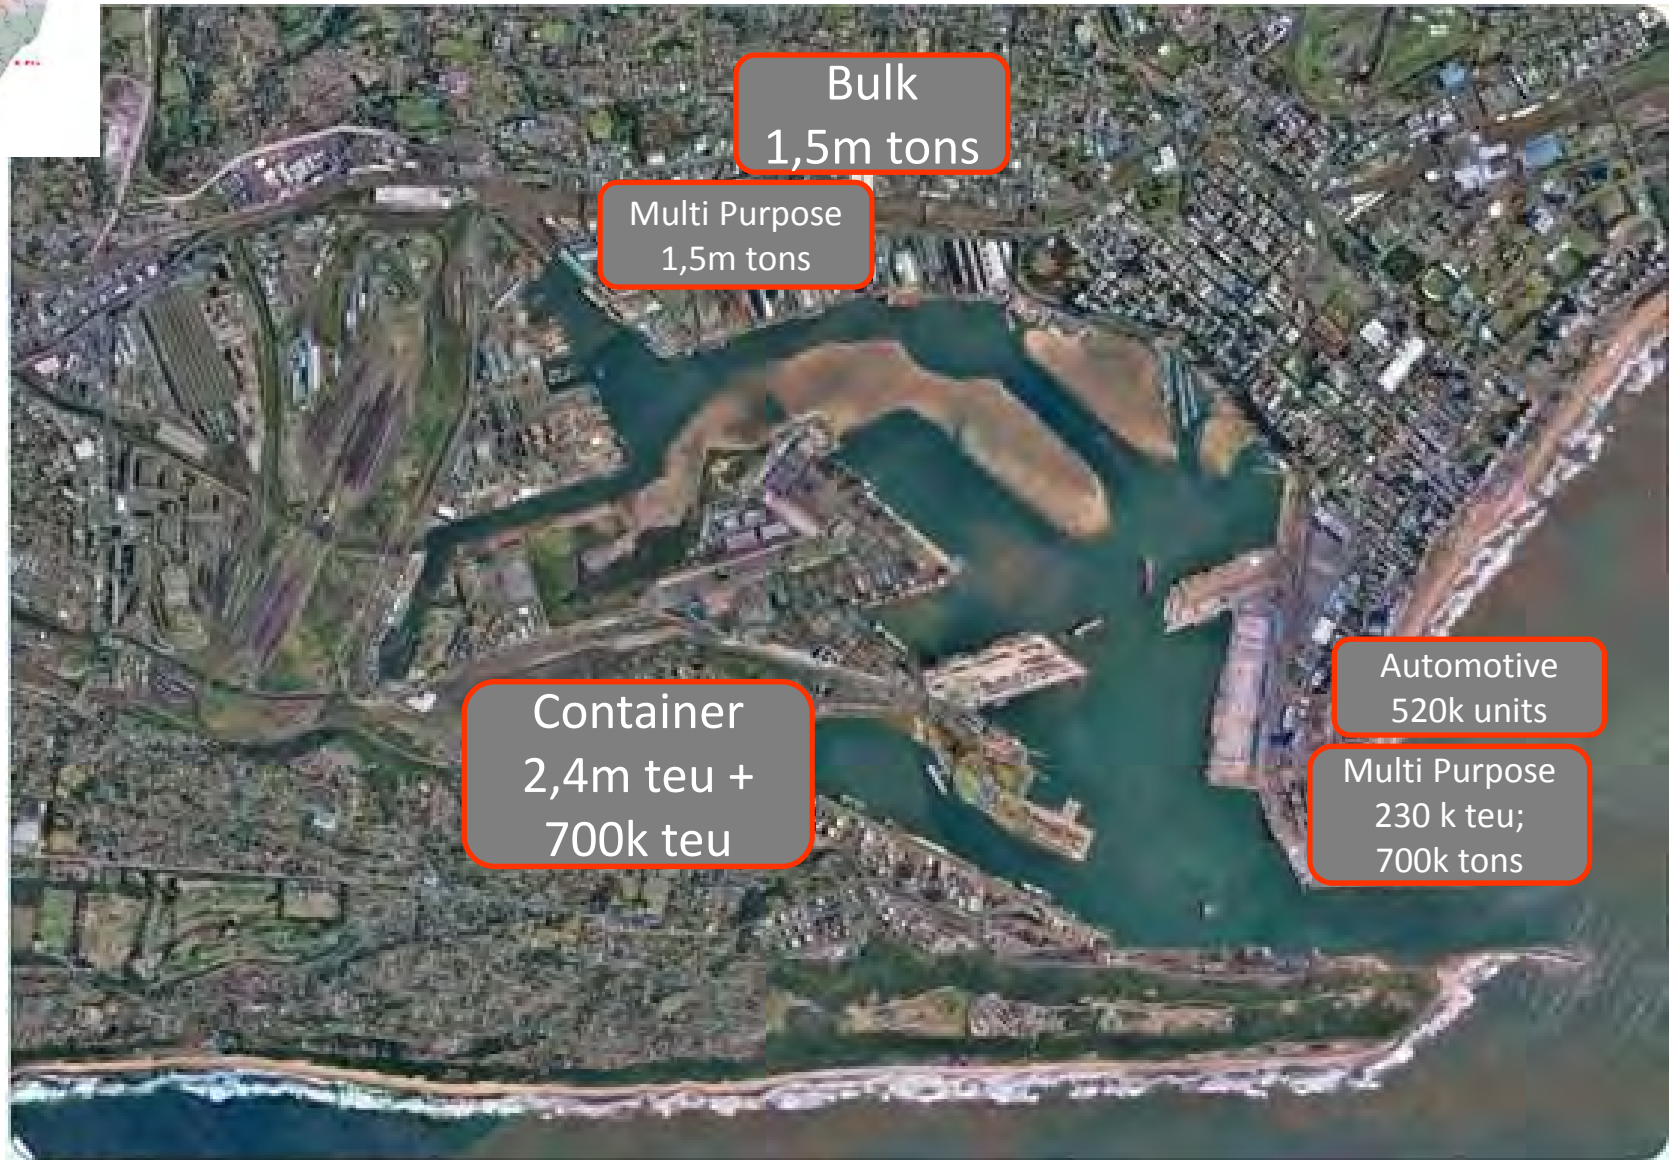 Bulk
1,5m tons
Multi Purpose
1,5m tons
Container
2,4m teu +
700k teu
Automotive
520k units
Multi Purpose
230 k teu;
700k tons